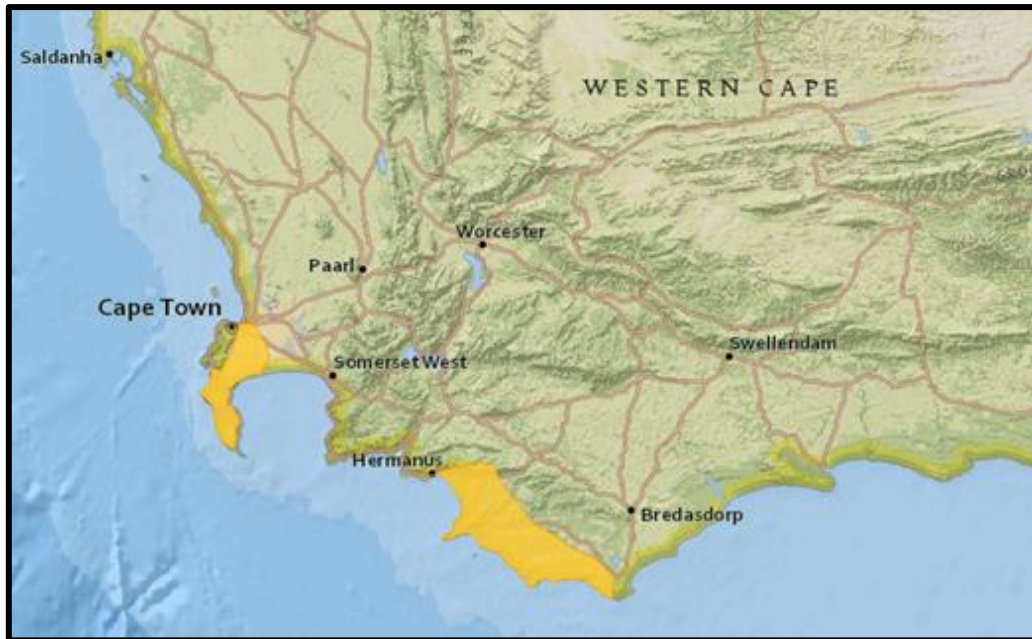 Saldanha
WESTERN CAPE
Worcester
Paarl
Cape Town
Swellendam
Somerset West
Hermanus
Bredasdorp